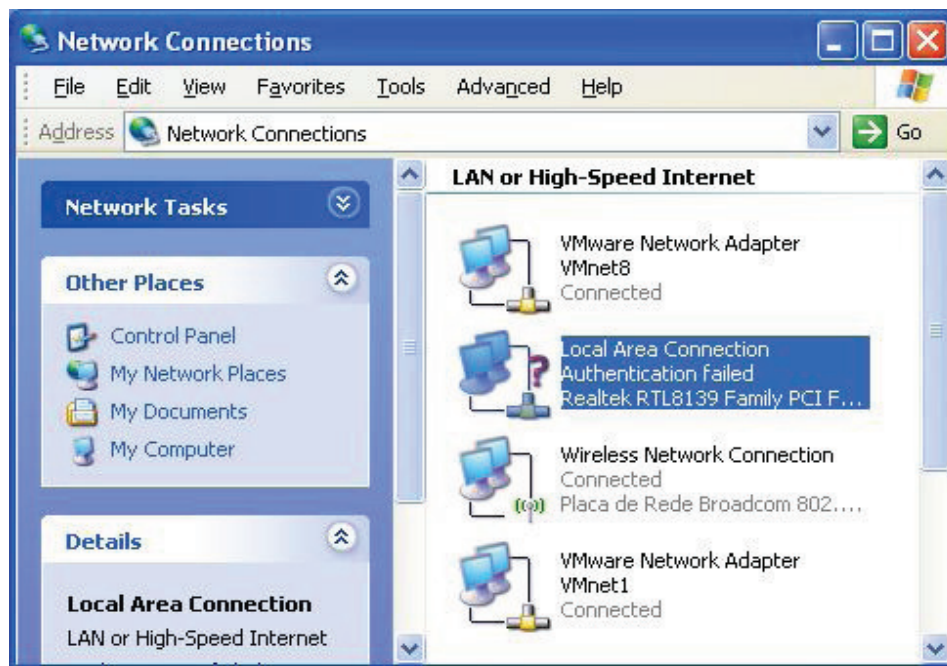 Network Connections
File Edit View Favorites Tools Advanced Help
Address Network Connections Go
Network Tasks
Other Places
Control Panel
My Network Places
My Documents
My Computer
Details
Local Area Connection
LAN or High-Speed Internet
LAN or High-Speed Internet
VMware Network Adapter
VMnet8
Connected
Local Area Connection
Authentication failed
Realtek RTL8139 Family PCI F...
Wireless Network Connection
Connected
Placa de Rede Broadcom 802....
VMware Network Adapter
VMnet1
Connected